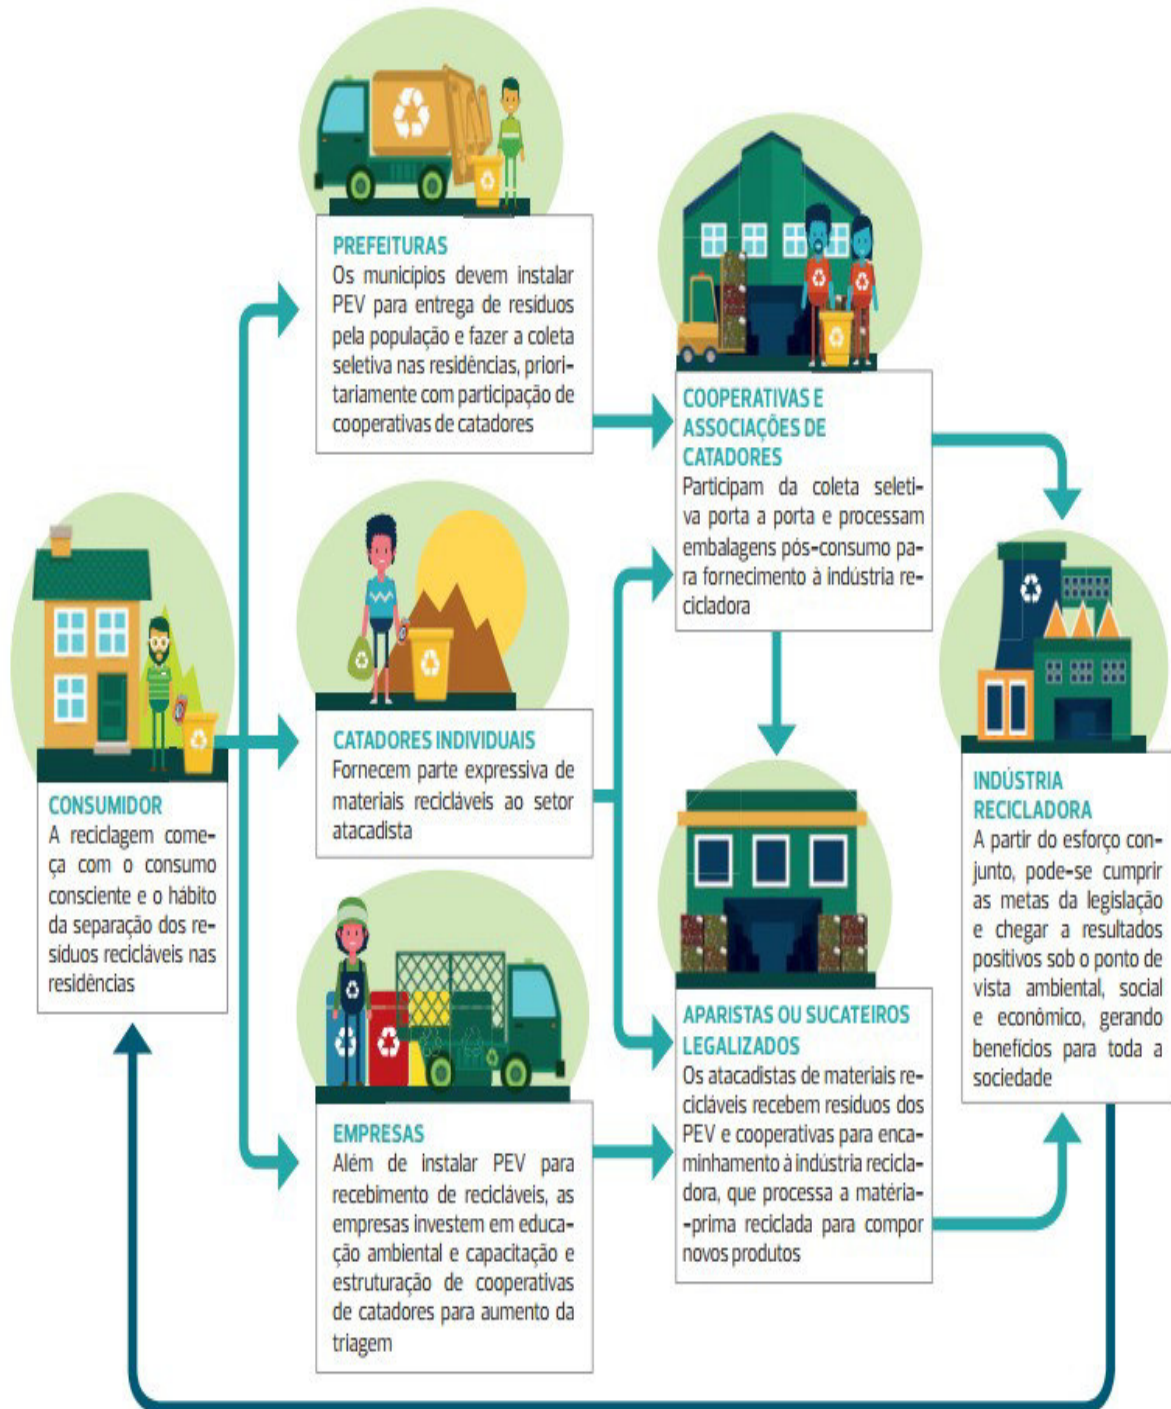 PREFEITURAS
Os municípios devem instalar
PEV para entrega de resíduos
pela população e fazer a coleta
seletiva nas residências, priori-
tariamente com participação de
cooperativas de catadores
COOPERATIVAS E
ASSOCIAÇÕES DE
CATADORES
Participam da coleta seleti-
va porta a porta e processam
embalagens pós-consumo pa-
ra fornecimento à indústria re-
cicladora
CATADORES INDIVIDUAIS
Fornecem parte expressiva de
materiais recicláveis ao setor
atacadista
CONSUMIDOR
A reciclagem come-
ça com o consumo
consciente e o hábito
da separação dos re-
síduos recicláveis nas
residências
INDÚSTRIA
RECICLADORA
A partir do esforço con-
junto, pode-se cumprir
as metas da legislação
e chegar a resultados
positivos sob o ponto de
vista ambiental, social
e econômico, gerando
benefícios para toda a
sociedade
APARISTAS OU SUCATEIROS
LEGALIZADOS
Os atacadistas de materiais re-
cicláveis recebem resíduos dos
PEV e cooperativas para enca-
minhamento à indústria recicla-
dora, que processa a matéria-
-prima reciclada para compor
novos produtos
EMPRESAS
Além de instalar PEV para
recebimento de recicláveis, as
empresas investem em educa-
ção ambiental e capacitação e
estruturação de cooperativas
de catadores para aumento da
triagem